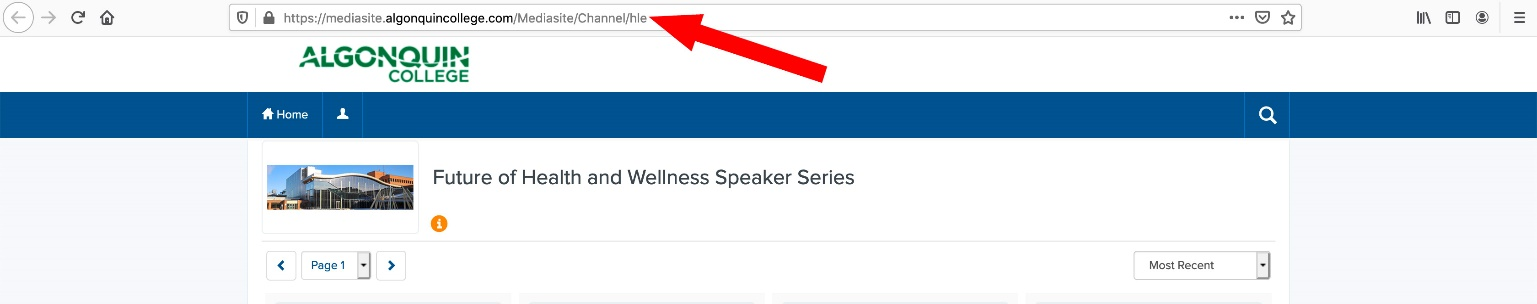 https://mediasite.algonquincollege.com/Mediasite/Channel/hle
ALGONQUIN
COLLEGE
Home
Future of Health and Wellness Speaker Series
Page 1
Most Recent